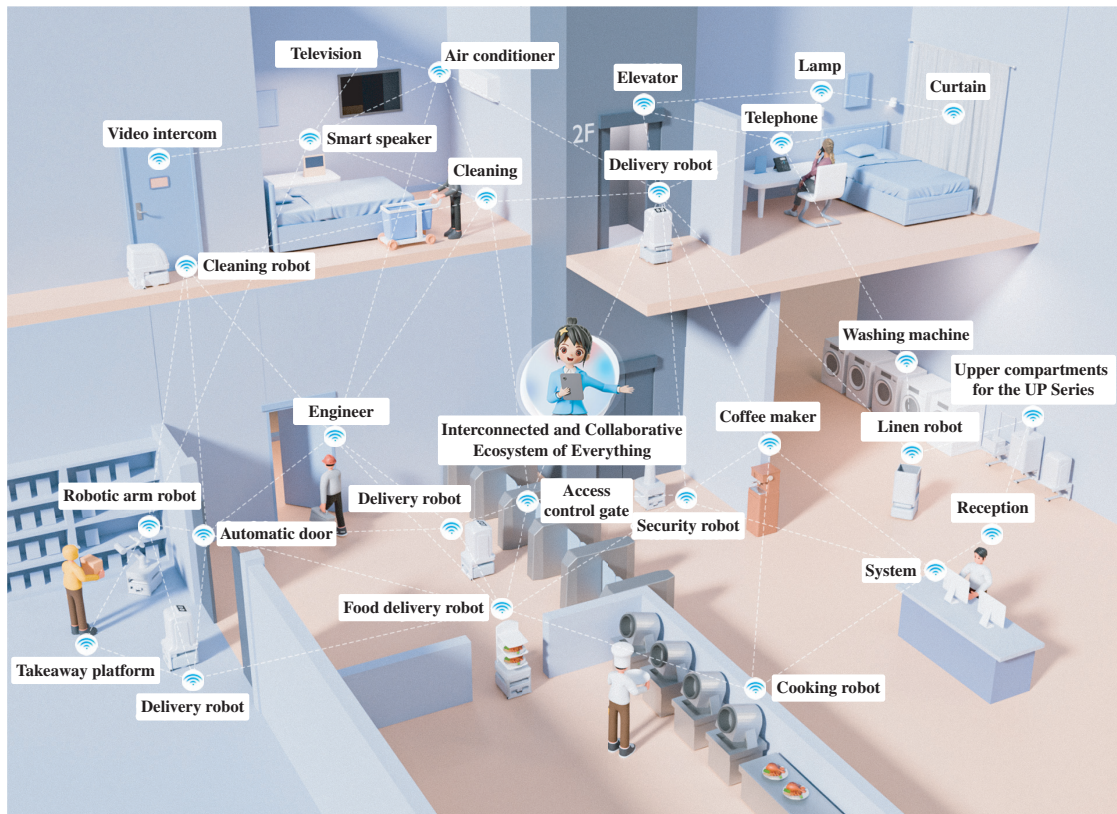 Television
Air conditioner
Elevator
Lamp
Curtain
Video intercom
Smart speaker
2F
Telephone
Cleaning
Delivery robot
Cleaning robot
Washing machine
Upper compartments
for the UP Series
Engineer
Interconnected and Collaborative
Ecosystem of Everything
Coffee maker
Linen robot
Robotic arm robot
Delivery robot
Access
control gate
Security robot
Reception
Automatic door
System
Food delivery robot
Takeaway platform
Delivery robot
Cooking robot